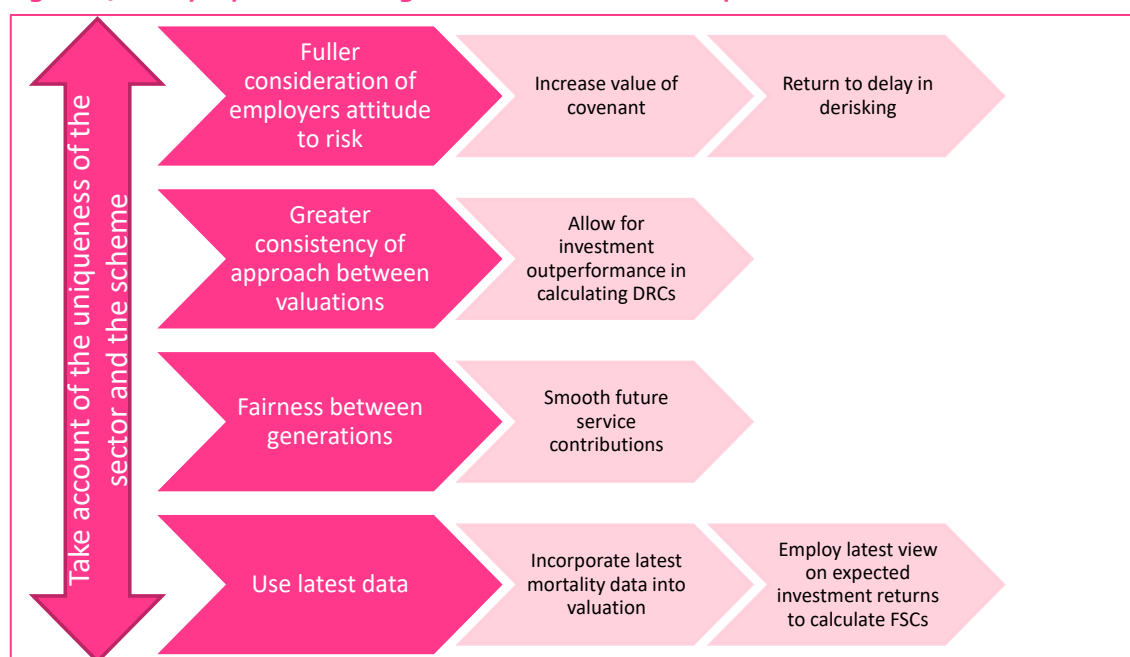 Take account of the uniqueness of the
sector and the scheme
Fuller
consideration of
employers attitude
to risk
Increase value of
covenant
Return to delay in
derisking
Greater
consistency of
approach between
valuations
Allow for
investment
outperformance in
calculating DRCs
Fairness between
generations
Smooth future
service
contributions
Use latest data
Incorporate latest
mortality data into
valuation
Employ latest view
on expected
investment returns
to calculate FSCs